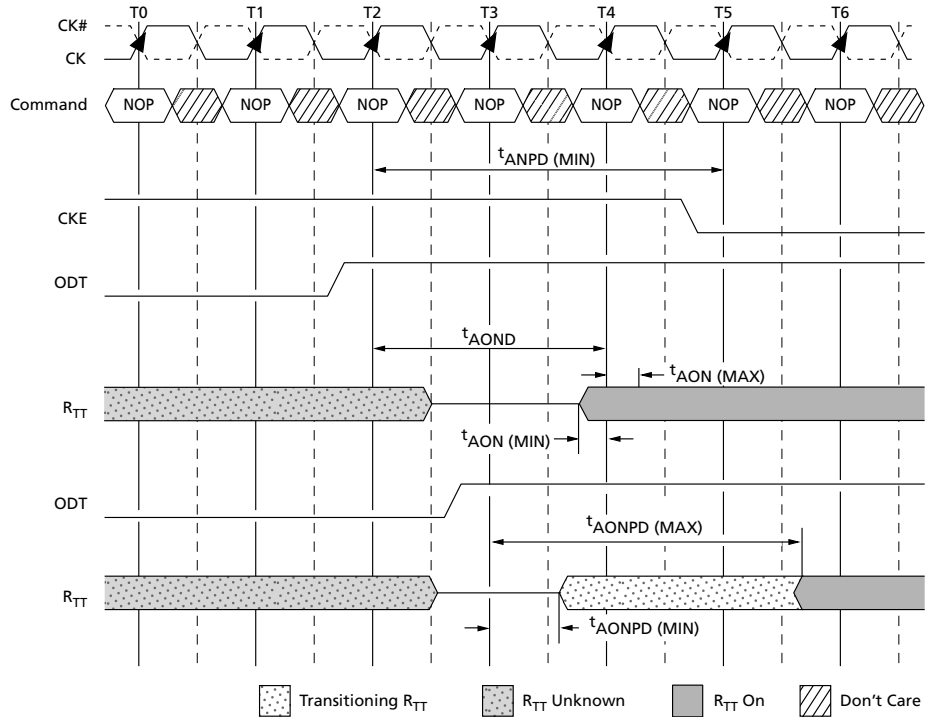 CK# T0 T1 T2 T3 T4 T5 T6
CK
Command NOP NOP NOP NOP NOP NOP NOP
tANPD (MIN)
CKE
ODT
tAOND
tAON (MAX)
RTT
tAON (MIN)
ODT
tAONPD (MAX)
RTT
tAONPD (MIN)
Transitioning RTT RTT Unknown RTT On Don't Care